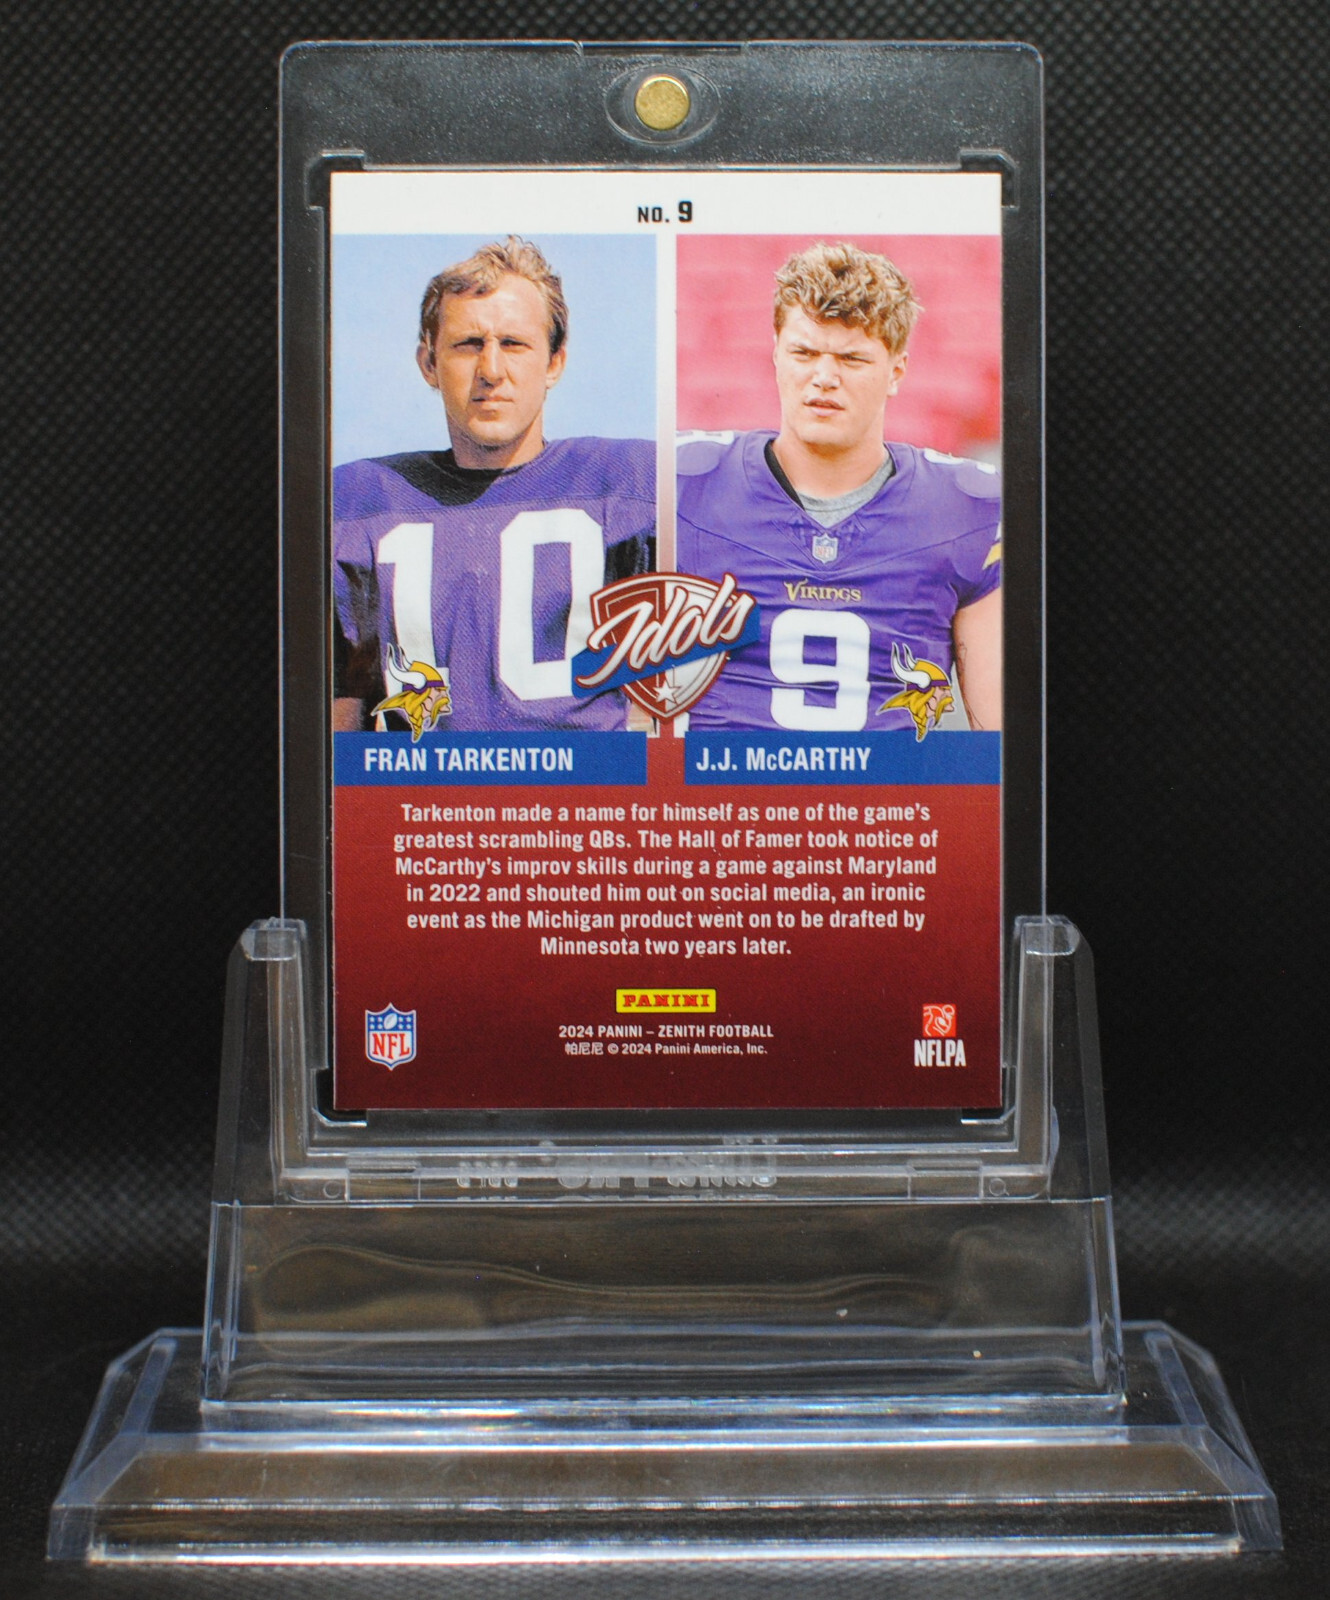 NO. 9
10
9
VIKINGS
9
Idols
FRAN TARKENTON
J.J. McCARTHY
Tarkenton made a name for himself as one of the game's
greatest scrambling QBs. The Hall of Famer took notice of
McCarthy's improv skills during a game against Maryland
in 2022 and shouted him out on social media, an ironic
event as the Michigan product went on to be drafted by
Minnesota two years later.
PANINI
2024 PANINI – ZENITH FOOTBALL
帕尼尼 © 2024 Panini America, Inc.
NFL
NFLPA